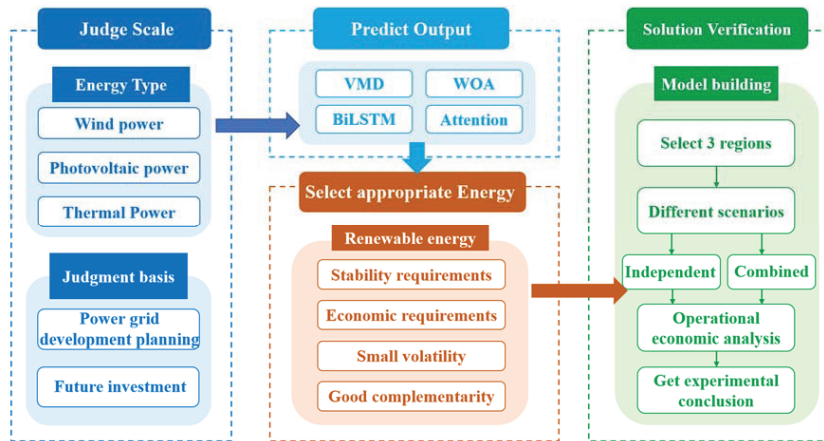 Judge Scale
Energy Type
Wind power
Photovoltaic power
Thermal Power
Judgment basis
Power grid
development planning
Future investment
Predict Output
VMD
WOA
BiLSTM
Attention
Select appropriate Energy
Renewable energy
Stability requirements
Economic requirements
Small volatility
Good complementarity
Solution Verification
Model building
Select 3 regions
Different scenarios
Independent
Combined
Operational
economic analysis
Get experimental
conclusion